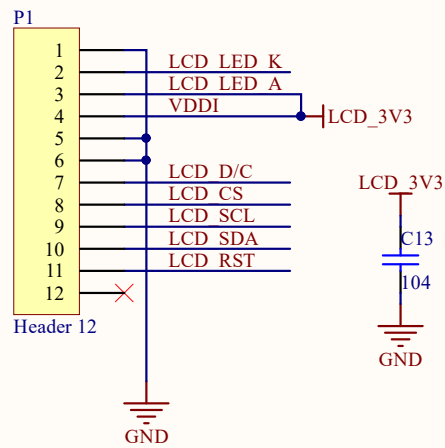 P1
1
2 LCD_LED_K
3 LCD_LED_A
4 VDDI
LCD_3V3
5
6
7 LCD_D/C
8 LCD_CS
9 LCD_SCL
10 LCD_SDA
11 LCD_RST
12
Header 12
GND
LCD_3V3
C13
104
GND